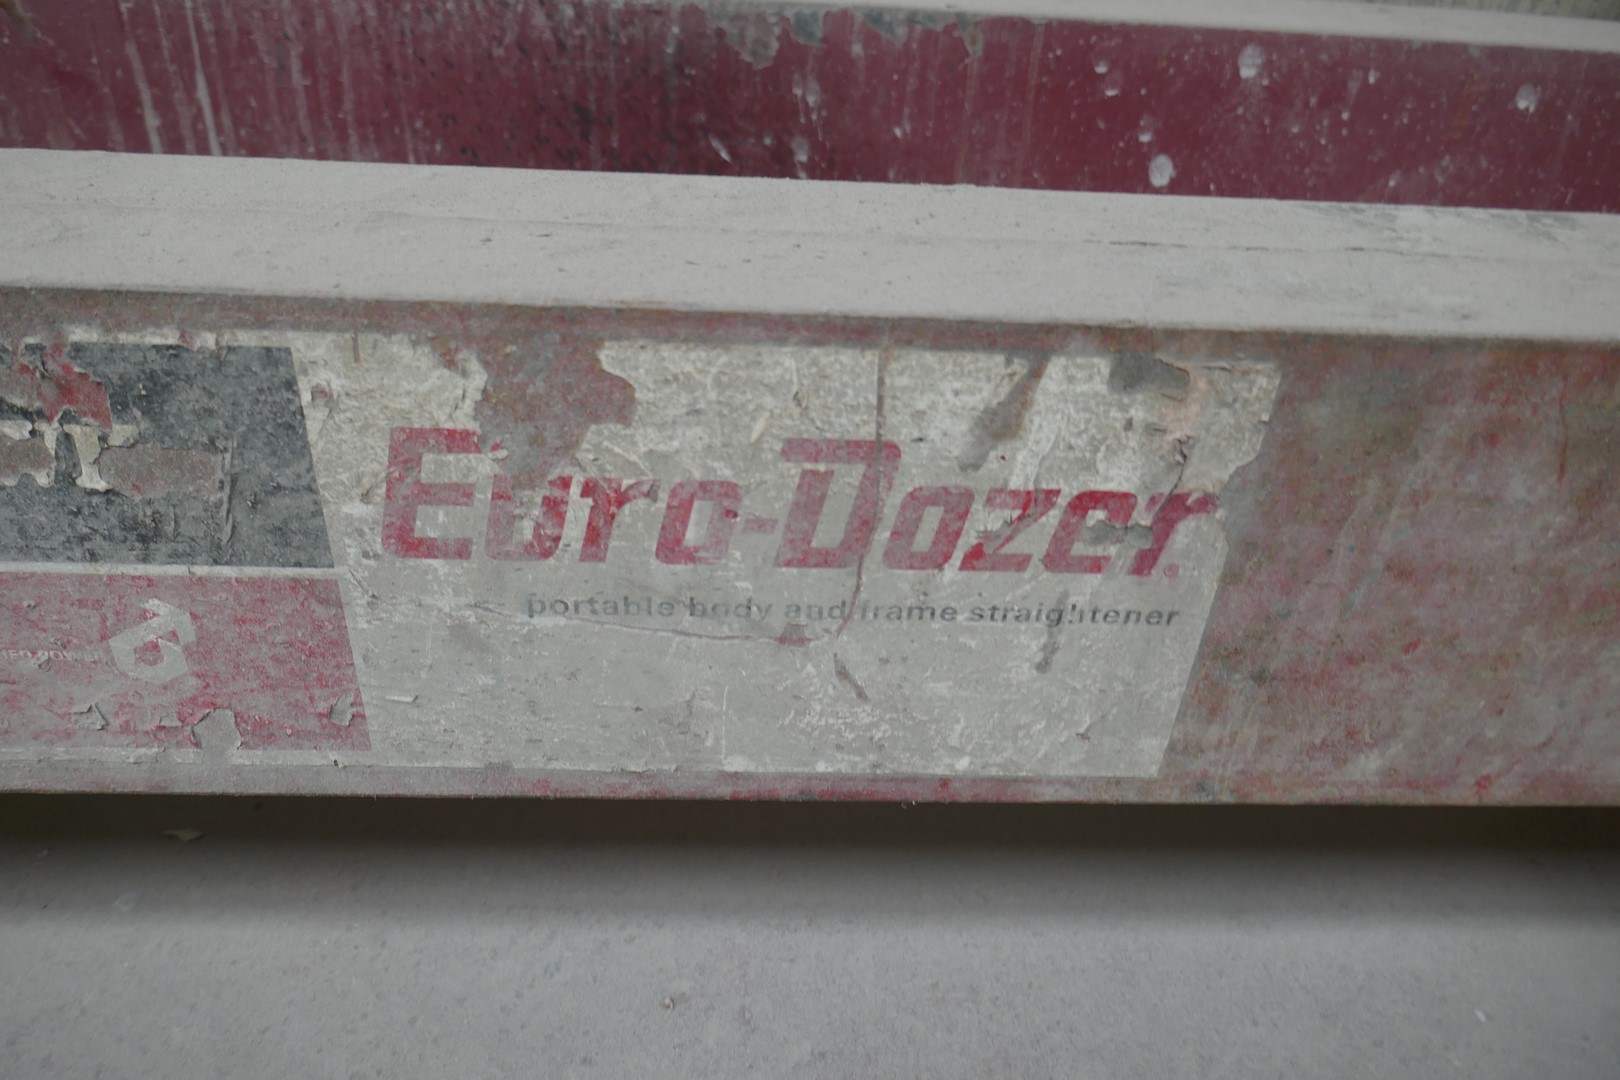 Euro-Dozer®
portable body and frame straightener